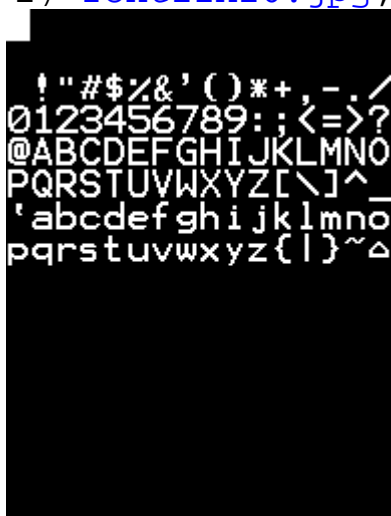 !"#$%&'()*+,-./
0123456789:;<=>?
@ABCDEFGHIJKLMNO
PQRSTUVWXYZ[\]^_
'abcdefghijklmno
pqrstuvwxyz{|}~⌂